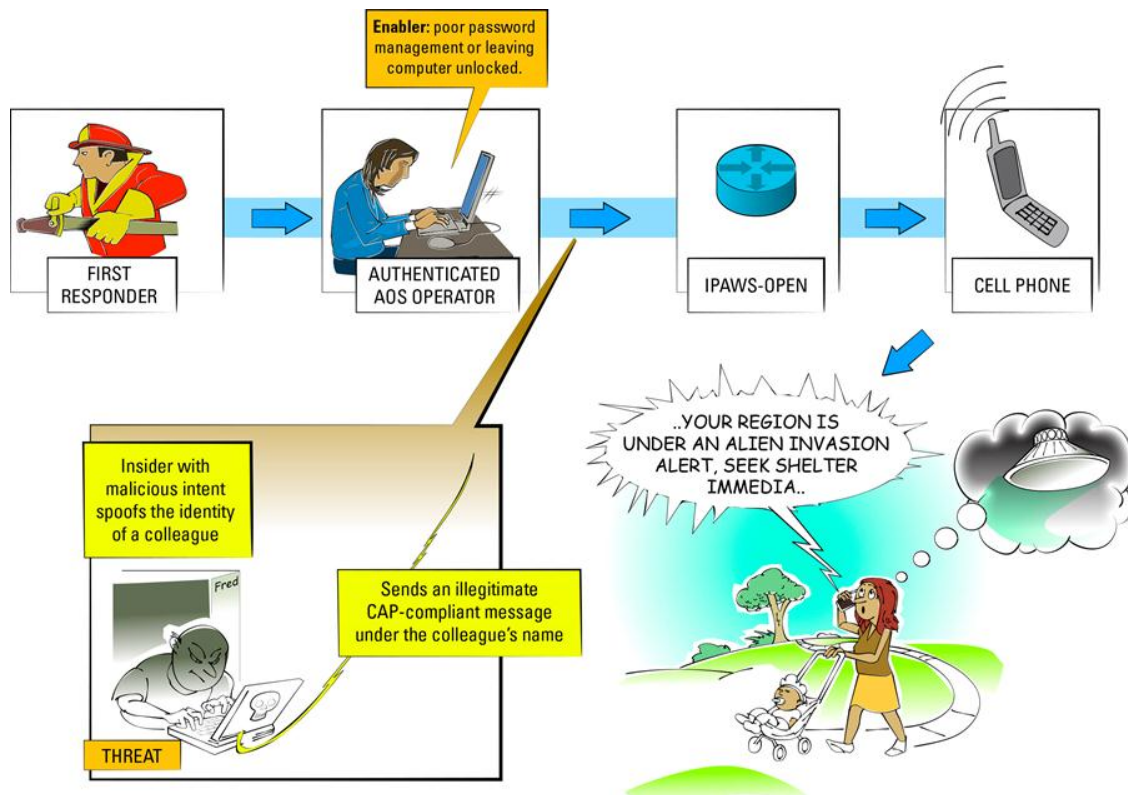 Enabler: poor password
management or leaving
computer unlocked.
FIRST
RESPONDER
AUTHENTICATED
AOS OPERATOR
IPAWS-OPEN
CELL PHONE
..YOUR REGION IS
UNDER AN ALIEN INVASION
ALERT, SEEK SHELTER
IMMEDIA..
Insider with
malicious intent
spoofs the identity
of a colleague
Fred
Sends an illegitimate
CAP-compliant message
under the colleague's name
THREAT